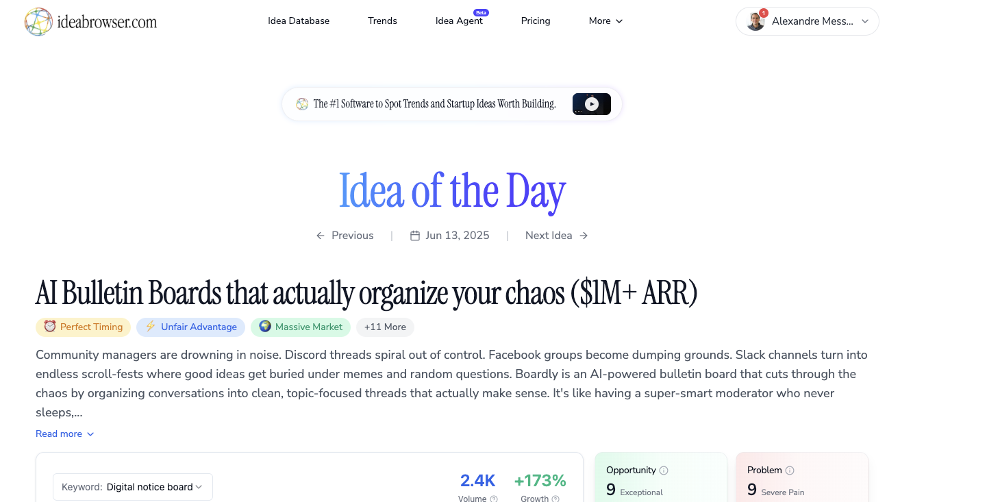 ideabrowser.com
Idea Database
Trends
Idea Agent
Beta
Pricing
More
1
Alexandre Mess...
The #1 Software to Spot Trends and Startup Ideas Worth Building.
Idea of the Day
Previous | Jun 13, 2025 | Next Idea
AI Bulletin Boards that actually organize your chaos ($1M+ ARR)
Perfect Timing
Unfair Advantage
Massive Market
+11 More
Community managers are drowning in noise. Discord threads spiral out of control. Facebook groups become dumping grounds. Slack channels turn into
endless scroll-fests where good ideas get buried under memes and random questions. Boardly is an AI-powered bulletin board that cuts through the
chaos by organizing conversations into clean, topic-focused threads that actually make sense. It's like having a super-smart moderator who never
sleeps,...
Read more
Keyword: Digital notice board
2.4K
Volume
+173%
Growth
Opportunity
9 Exceptional
Problem
9 Severe Pain